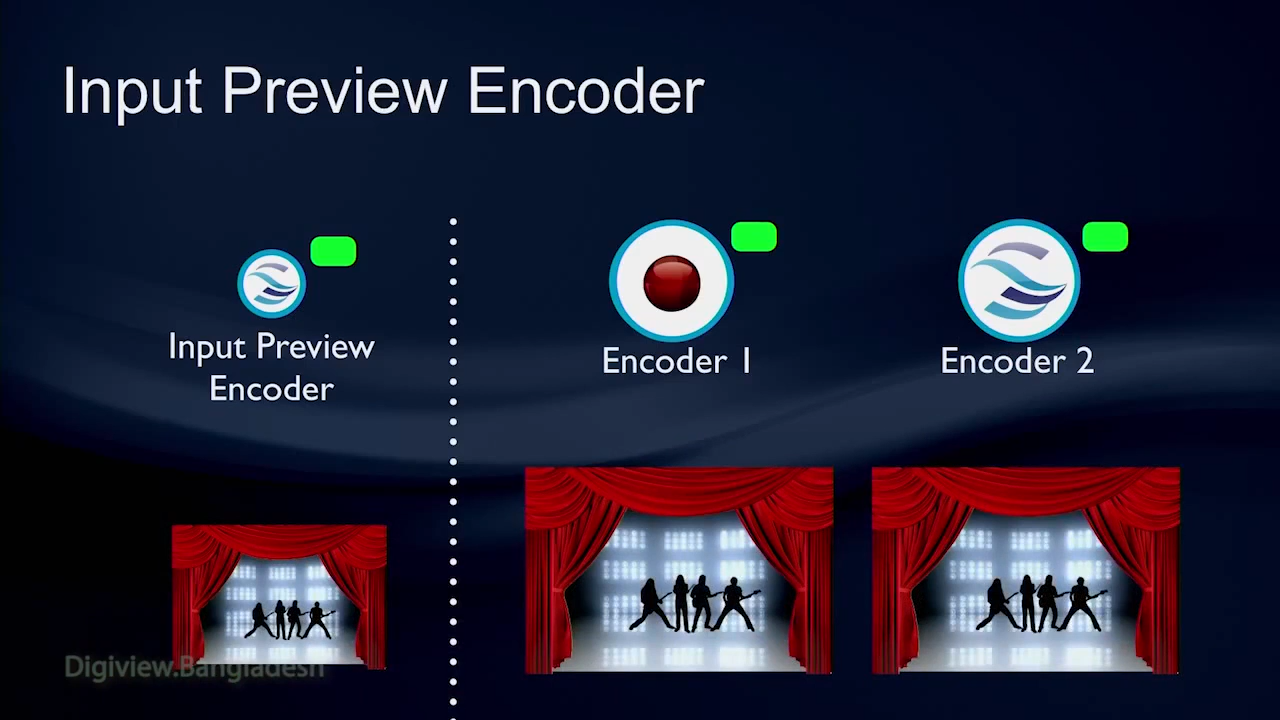 Input Preview Encoder
Input Preview
Encoder
Encoder 1
Encoder 2
Digiview.Bangladesh